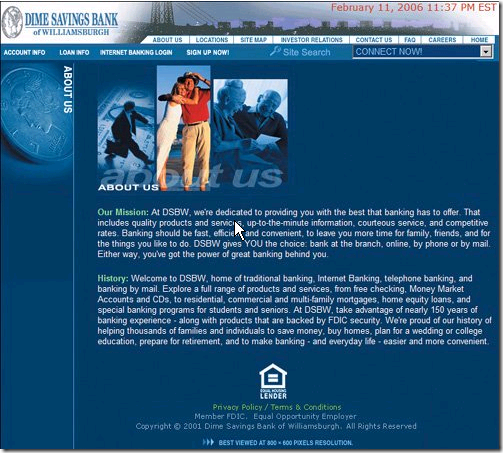 February 11, 2006 11:37 PM EST
DIME SAVINGS BANK
OF WILLIAMSBURGH
ABOUT US LOCATIONS SITE MAP INVESTOR RELATIONS CONTACT US FAQ CAREERS HOME
ACCOUNT INFO LOAN INFO INTERNET BANKING LOGIN SIGN UP NOW! Site Search CONNECT NOW!
ABOUT US
about us
ABOUT US
Our Mission: At DSBW, we're dedicated to providing you with the best that banking has to offer. That
includes quality products and services, up-to-the-minute information, courteous service, and competitive
rates. Banking should be fast, efficient and convenient, to leave you more time for family, friends, and for
the things you like to do. DSBW gives YOU the choice: bank at the branch, online, by phone or by mail.
Either way, you've got the power of great banking behind you.
History: Welcome to DSBW, home of traditional banking, Internet Banking, telephone banking, and
banking by mail. Explore a full range of products and services, from free checking, Money Market
Accounts and CDs, to residential, commercial and multi-family mortgages, home equity loans, and
special banking programs for students and seniors. At DSBW, take advantage of nearly 150 years of
banking experience - along with products that are backed by FDIC security. We're proud of our history of
helping thousands of families and individuals to save money, buy homes, plan for a wedding or college
education, prepare for retirement, and to make banking - and everyday life - easier and more convenient.
EQUAL HOUSING
LENDER
Privacy Policy / Terms & Conditions
Member FDIC. Equal Opportunity Employer
Copyright © 2001 Dime Savings Bank of Williamsburgh. All Rights Reserved
BEST VIEWED AT 800 × 600 PIXELS RESOLUTION.